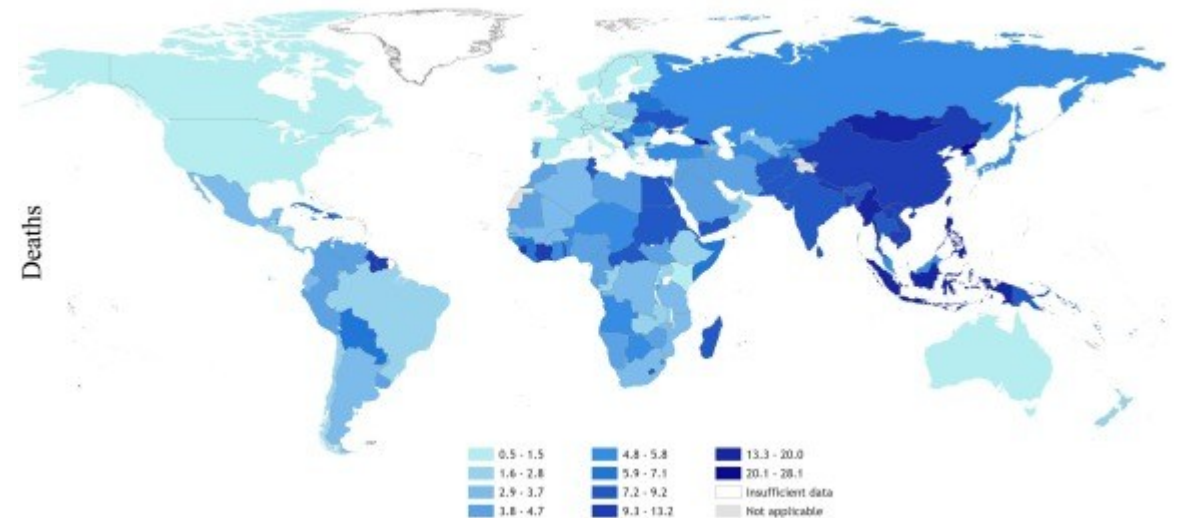 Deaths
0.5 - 1.5
1.6 - 2.8
2.9 - 3.7
3.8 - 4.7
4.8 - 5.8
5.9 - 7.1
7.2 - 9.2
9.3 - 13.2
13.3 - 20.0
20.1 - 28.1
Insufficient data
Not applicable